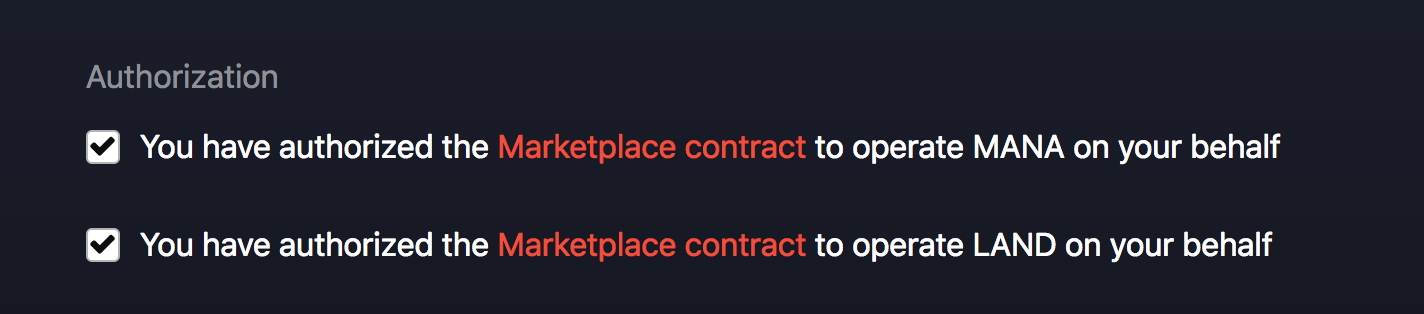 Authorization
You have authorized the Marketplace contract to operate MANA on your behalf
You have authorized the Marketplace contract to operate LAND on your behalf